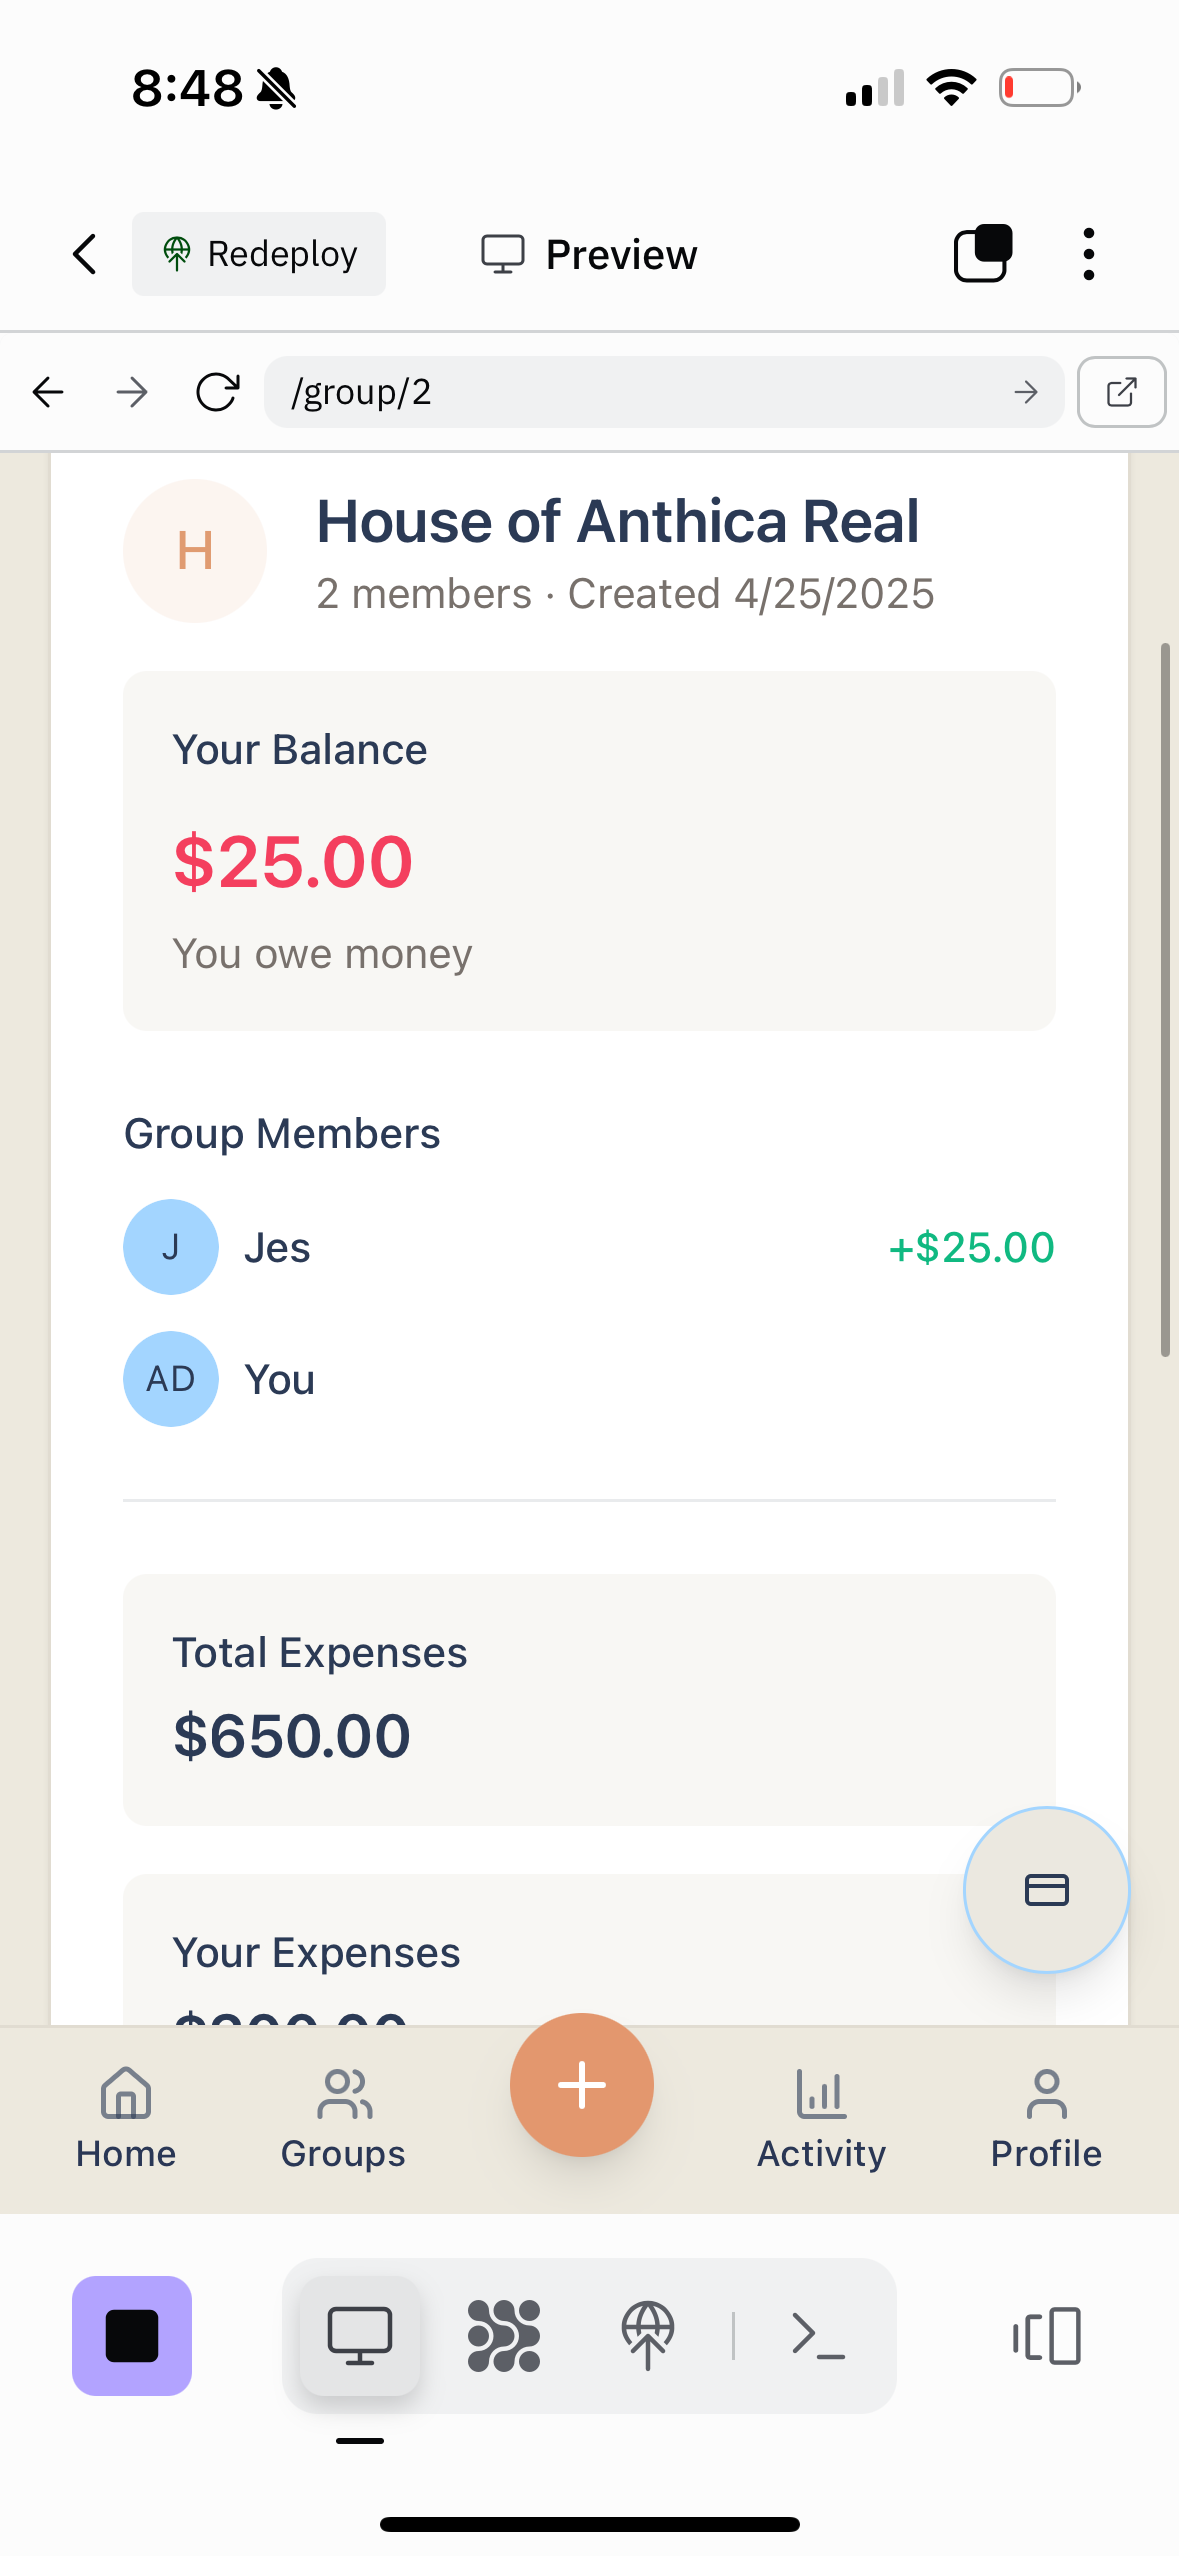 8:48
Redeploy
Preview
/group/2
H
House of Anthica Real
2 members · Created 4/25/2025
Your Balance
$25.00
You owe money
Group Members
J
Jes
+$25.00
AD
You
Total Expenses
$650.00
Your Expenses
Home
Groups
Activity
Profile